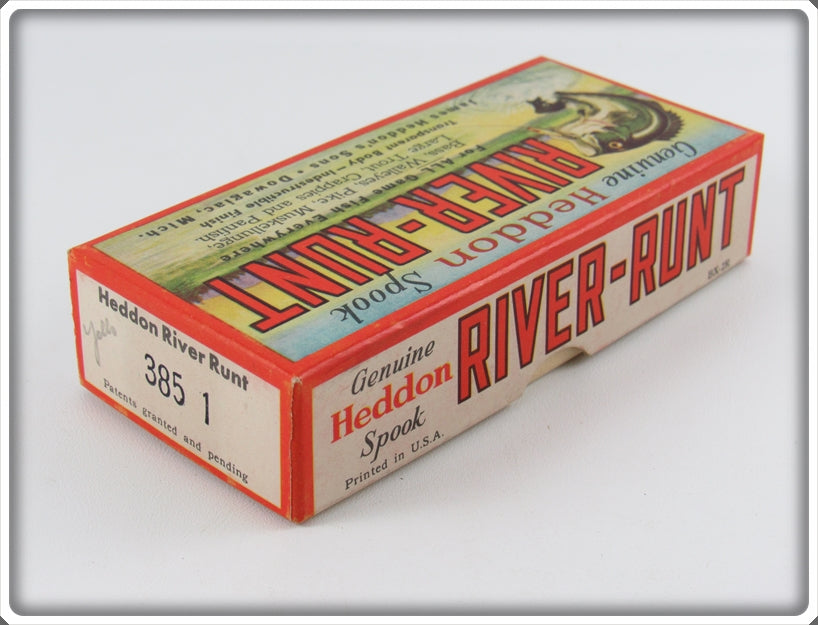 Genuine Heddon Spook
RIVER-RUNT
For ALL Game Fish Everywhere
Bass, Walleyes, Pike, Muskellunge,
Large Trout, Crappies and Panfish.
Transparent Body - Indestructible Finish
James Heddon's Sons • Dowagiac, Mich.
Heddon River Runt
385 1
Patents granted and pending
Genuine
Heddon
Spook
RIVER-RUNT
Printed in U.S.A.